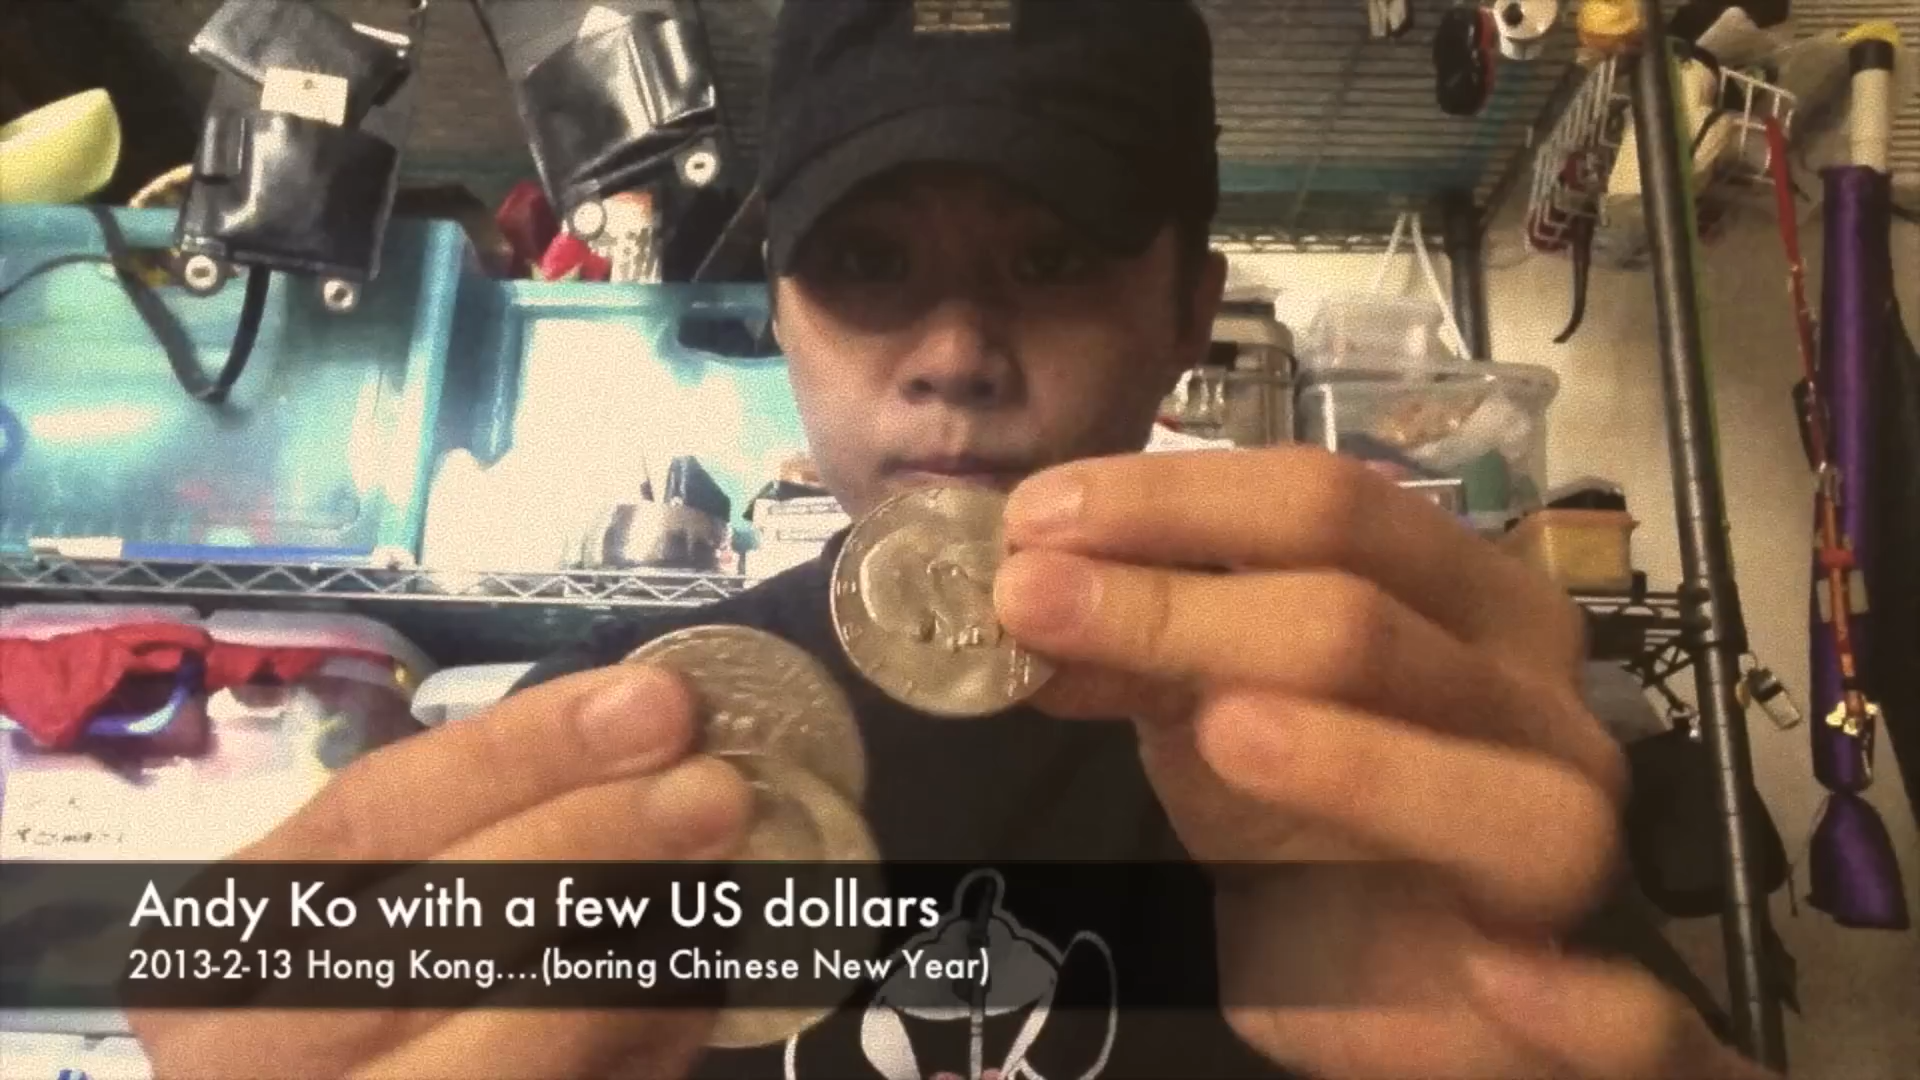 Andy Ko with a few US dollars
2013-2-13 Hong Kong....(boring Chinese New Year)